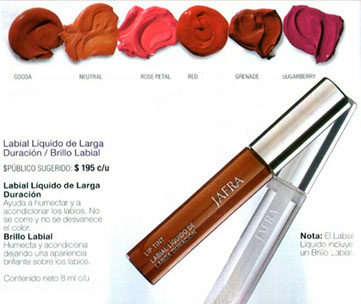 COCOA NEUTRAL ROSE PETAL RED GRENADE SUGARBERRY
Labial Líquido de Larga
Duración / Brillo Labial
$PÚBLICO SUGERIDO: $ 195 c/u
Labial Líquido de Larga
Duración
Ayuda a humectar y a
acondicionar los labios. No
se corre y no se desvanece
el color.
Brillo Labial
Humecta y acondiciona
dejando una apariencia
brillante sobre los labios.
Contenido neto 8 ml c/u
JAFRA
LIP TINT
LABIAL LÍQUIDO DE
LARGA DURACIÓN
JAFRA
Nota: El Labial
Líquido incluye
un Brillo Labial.